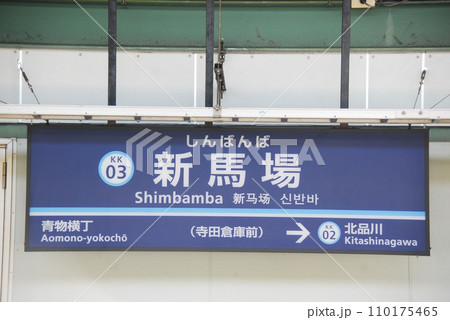 しんばんば
KK
03
新馬場
Shimbamba 新马场 신반바
青物横丁
Aomono-yokochō
(寺田倉庫前)
KK
02
北品川
Kitashinagawa
pixta.jp - 110175465